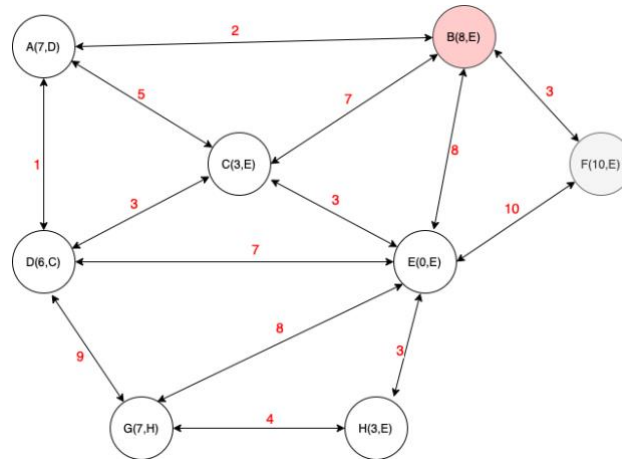 2
B(8,E)
A(7,D)
5
7
3
8
C(3,E)
F(10,E)
1
3
3
10
D(6,C)
7
E(0,E)
9
8
3
G(7,H)
4
H(3,E)